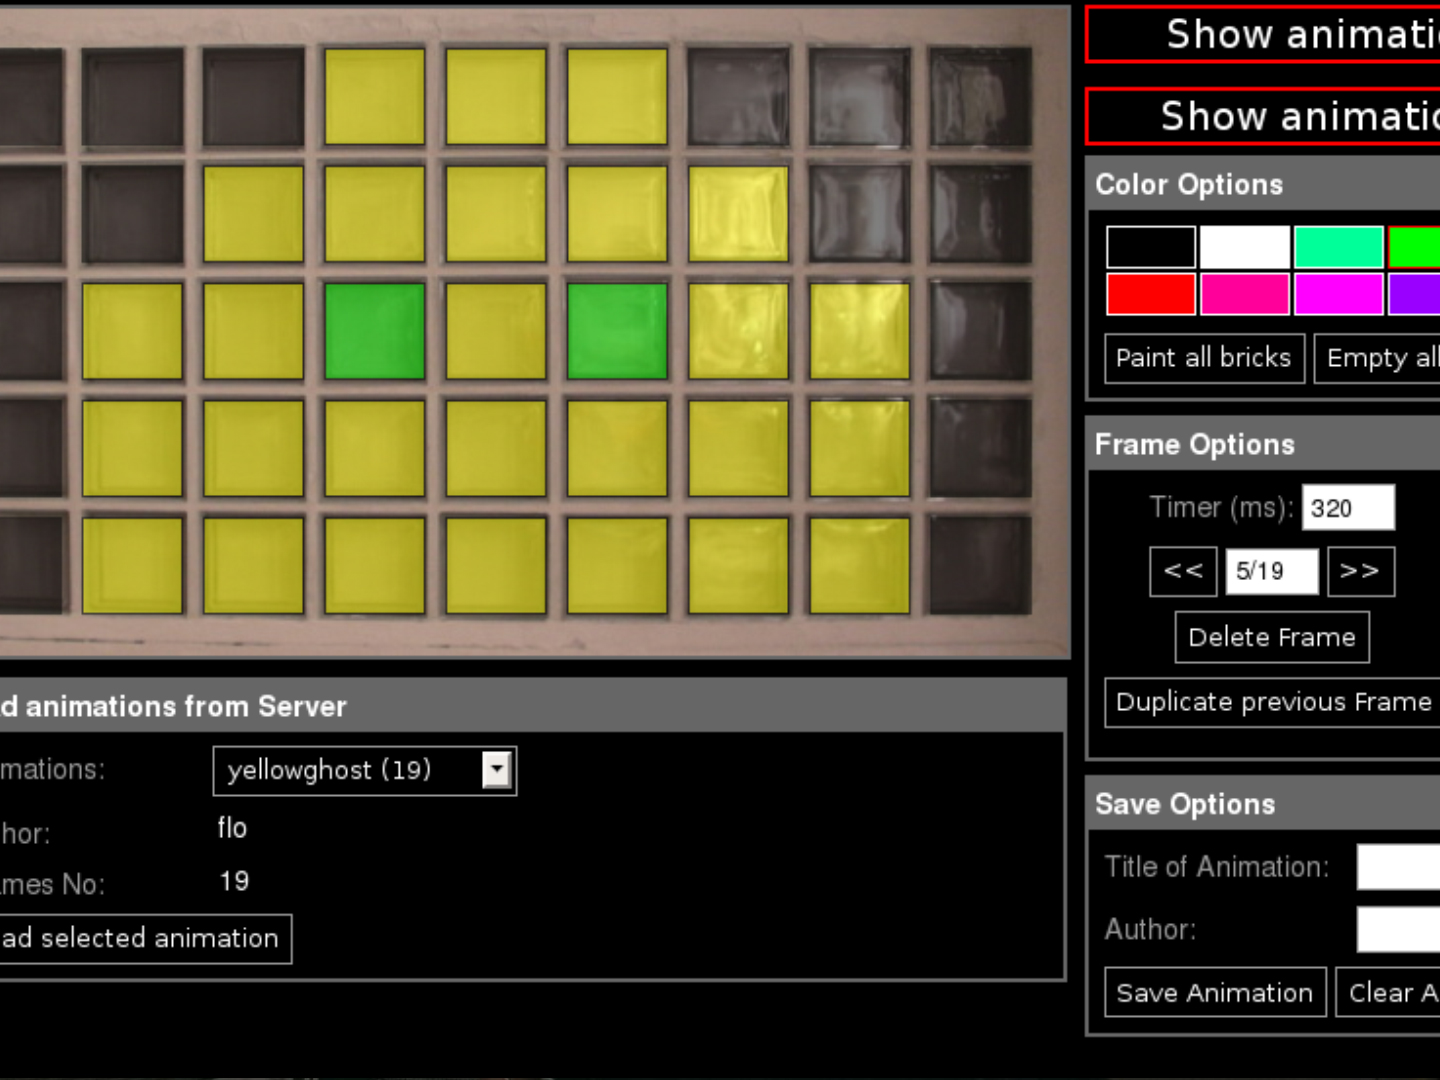 Show animati
Show animatio
Color Options
Paint all bricks
Empty all
Frame Options
Timer (ms): 320
<< 5/19 >>
Delete Frame
Duplicate previous Frame
d animations from Server
mations: yellowghost (19)
hor: flo
mes No: 19
ad selected animation
Save Options
Title of Animation:
Author:
Save Animation
Clear A